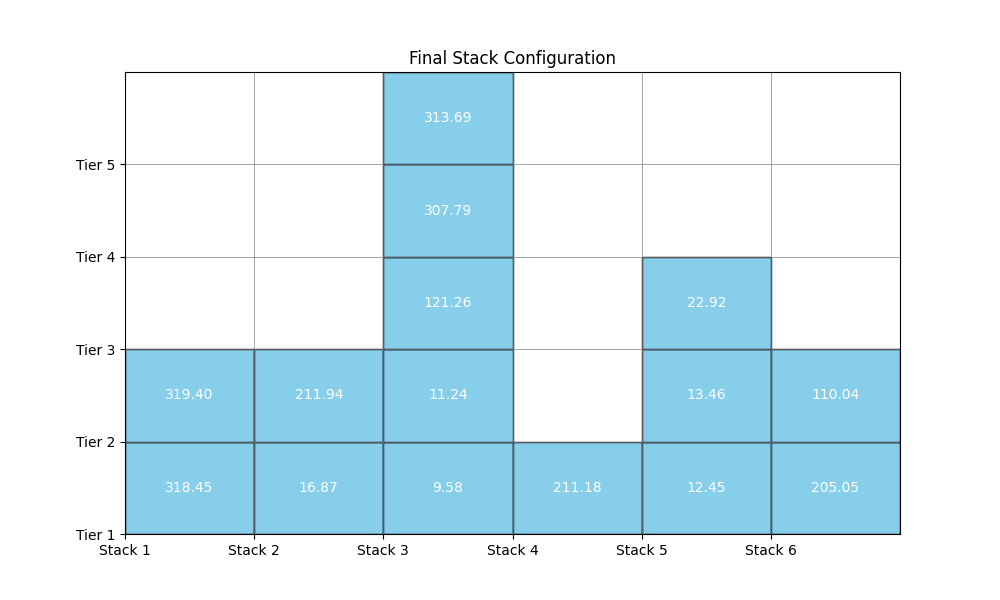 Final Stack Configuration
313.69
Tier 5
307.79
Tier 4
121.26 22.92
Tier 3
319.40 211.94 11.24 13.46 110.04
Tier 2
318.45 16.87 9.58 211.18 12.45 205.05
Tier 1
Stack 1 Stack 2 Stack 3 Stack 4 Stack 5 Stack 6